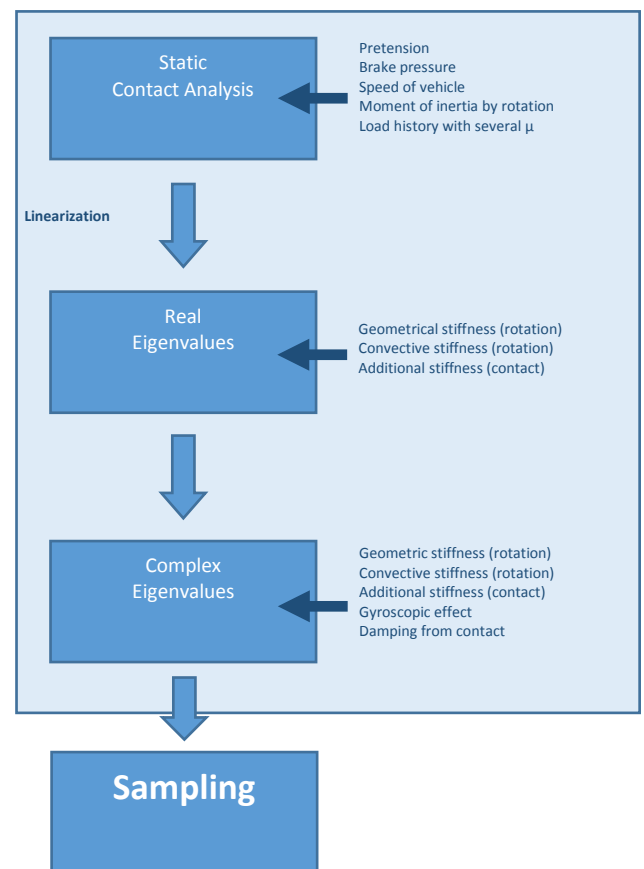 Static
Contact Analysis
Pretension
Brake pressure
Speed of vehicle
Moment of inertia by rotation
Load history with several μ
Linearization
Real
Eigenvalues
Geometrical stiffness (rotation)
Convective stiffness (rotation)
Additional stiffness (contact)
Complex
Eigenvalues
Geometric stiffness (rotation)
Convective stiffness (rotation)
Additional stiffness (contact)
Gyroscopic effect
Damping from contact
Sampling